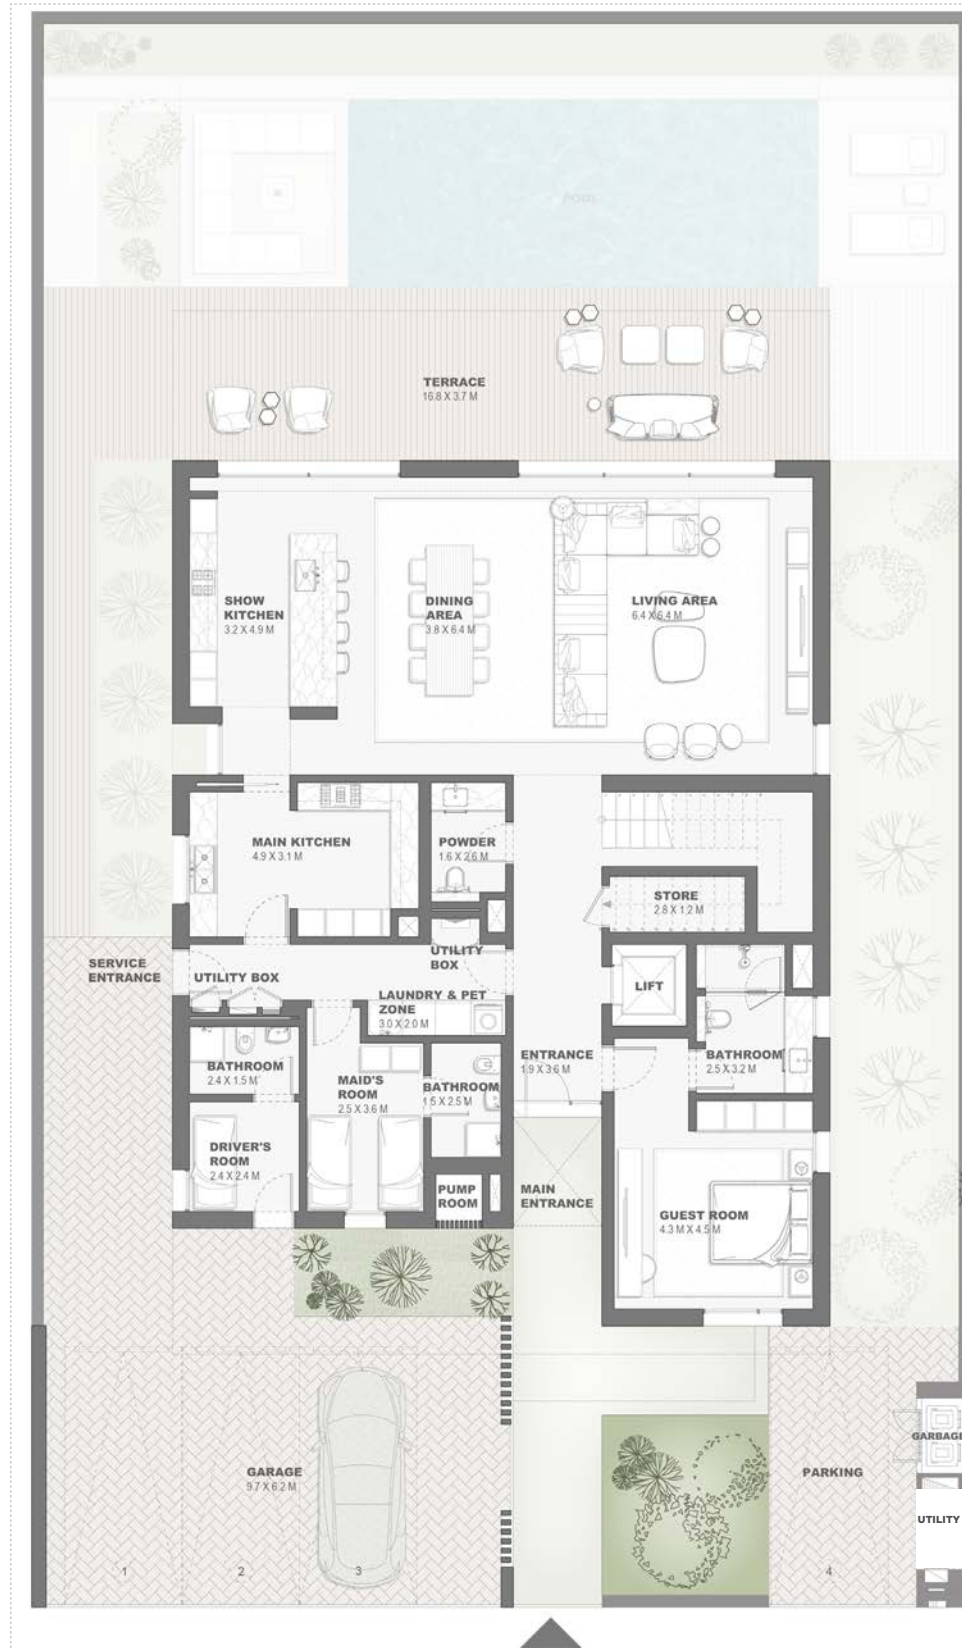 POOL
TERRACE
16.8 X 3.7 M
SHOW
KITCHEN
3.2 X 4.9 M
DINING
AREA
3.8 X 6.4 M
LIVING AREA
6.4 X 6.4 M
MAIN KITCHEN
4.9 X 3.1 M
POWDER
1.6 X 2.6 M
STORE
2.8 X 1.2 M
SERVICE
ENTRANCE
UTILITY BOX
UTILITY
BOX
LIFT
LAUNDRY & PET
ZONE
3.0 X 2.0 M
ENTRANCE
1.9 X 3.6 M
BATHROOM
2.5 X 3.2 M
BATHROOM
2.4 X 1.5 M
MAID'S
ROOM
2.5 X 3.6 M
BATHROOM
1.5 X 2.5 M
DRIVER'S
ROOM
2.4 X 2.4 M
PUMP
ROOM
MAIN
ENTRANCE
GUEST ROOM
4.3 M X 4.5 M
GARBAGE
GARAGE
9.7 X 6.2 M
PARKING
UTILITY
1
2
3
4